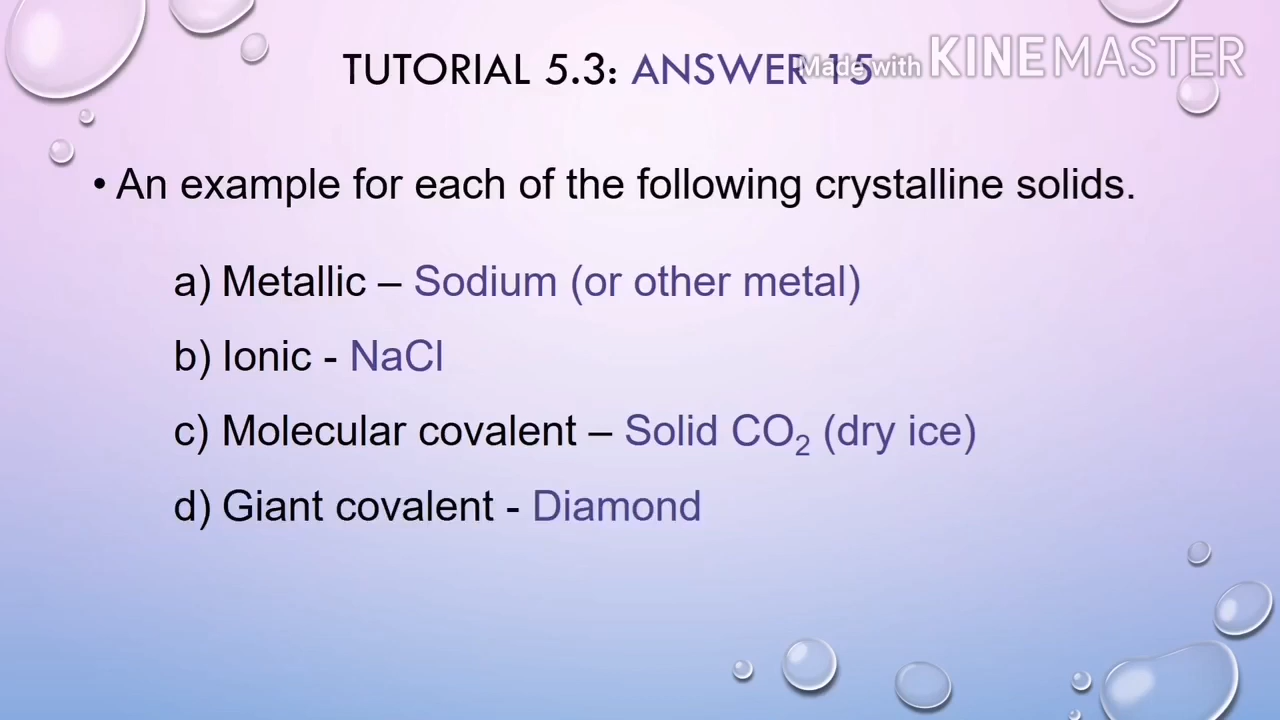 TUTORIAL 5.3: ANSWER 15
Made with KINEMASTER
• An example for each of the following crystalline solids.
a) Metallic – Sodium (or other metal)
b) Ionic - NaCl
c) Molecular covalent – Solid CO₂ (dry ice)
d) Giant covalent - Diamond